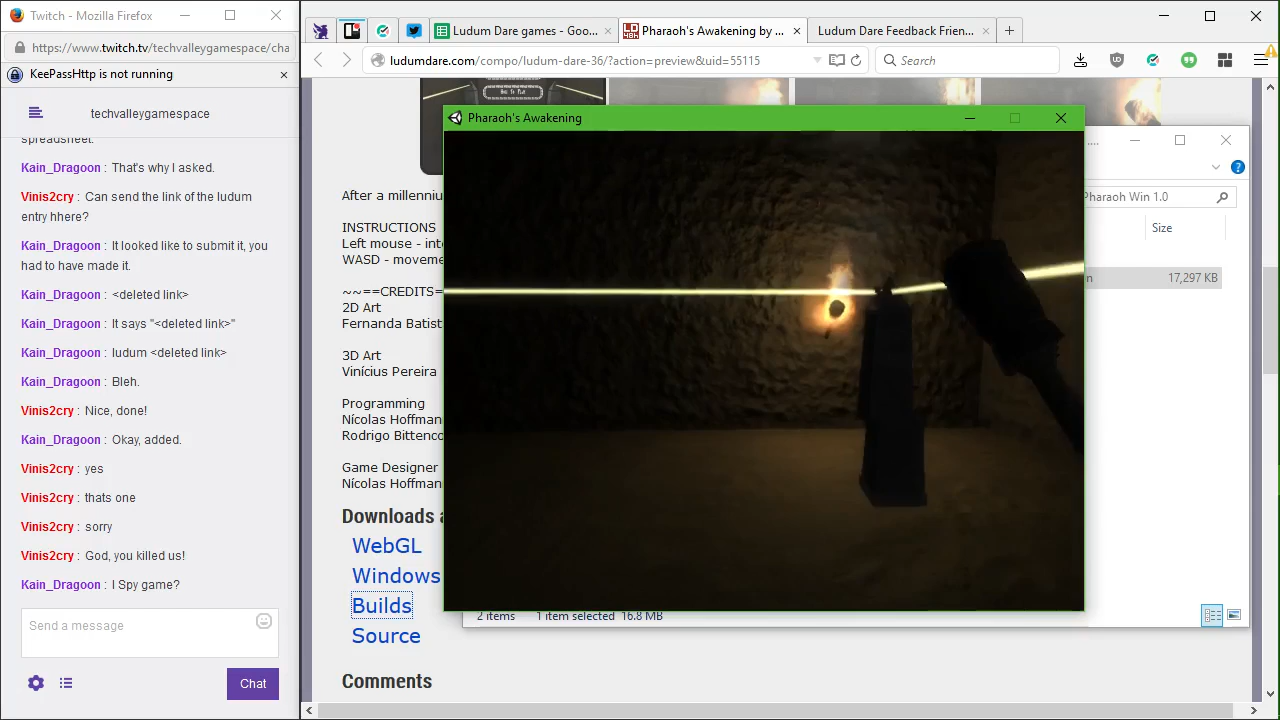 Twitch - Mozilla Firefox
https://www.twitch.tv/techvalleygamespace/cha
KeePassHttp is not running
techvalleygamespace
spreadsheet.
Kain_Dragoon : That's why I asked.
Vinis2cry : Can send the link of the ludum
entry hhere?
Kain_Dragoon : It looked like to submit it, you
had to have made it.
Kain_Dragoon : <deleted link>
Kain_Dragoon : It says "<deleted link>"
Kain_Dragoon : ludum <deleted link>
Kain_Dragoon : Bleh.
Vinis2cry : Nice, done!
Kain_Dragoon : Okay, added.
Vinis2cry : yes
Vinis2cry : thats one
Vinis2cry : sorry
Vinis2cry : God, you killed us!
Kain_Dragoon : I Spy game?
Send a message
Chat
Ludum Dare games - Goo...
Pharaoh's Awakening by ...
Ludum Dare Feedback Frien...
ludumdare.com/compo/ludum-dare-36/?action=preview&uid=55115
Search
Pharaoh's Awakening
After a millenniu
INSTRUCTIONS
Left mouse - inte
WASD - moveme
~~==CREDITS=
2D Art
Fernanda Batist
3D Art
Vinícius Pereira
Programming
Nícolas Hoffman
Rodrigo Bittenco
Game Designer
Nícolas Hoffman
Downloads a
WebGL
Windows
Builds
Source
Comments
....
Pharaoh Win 1.0
Size
n 17,297 KB
2 items 1 item selected 16.8 MB